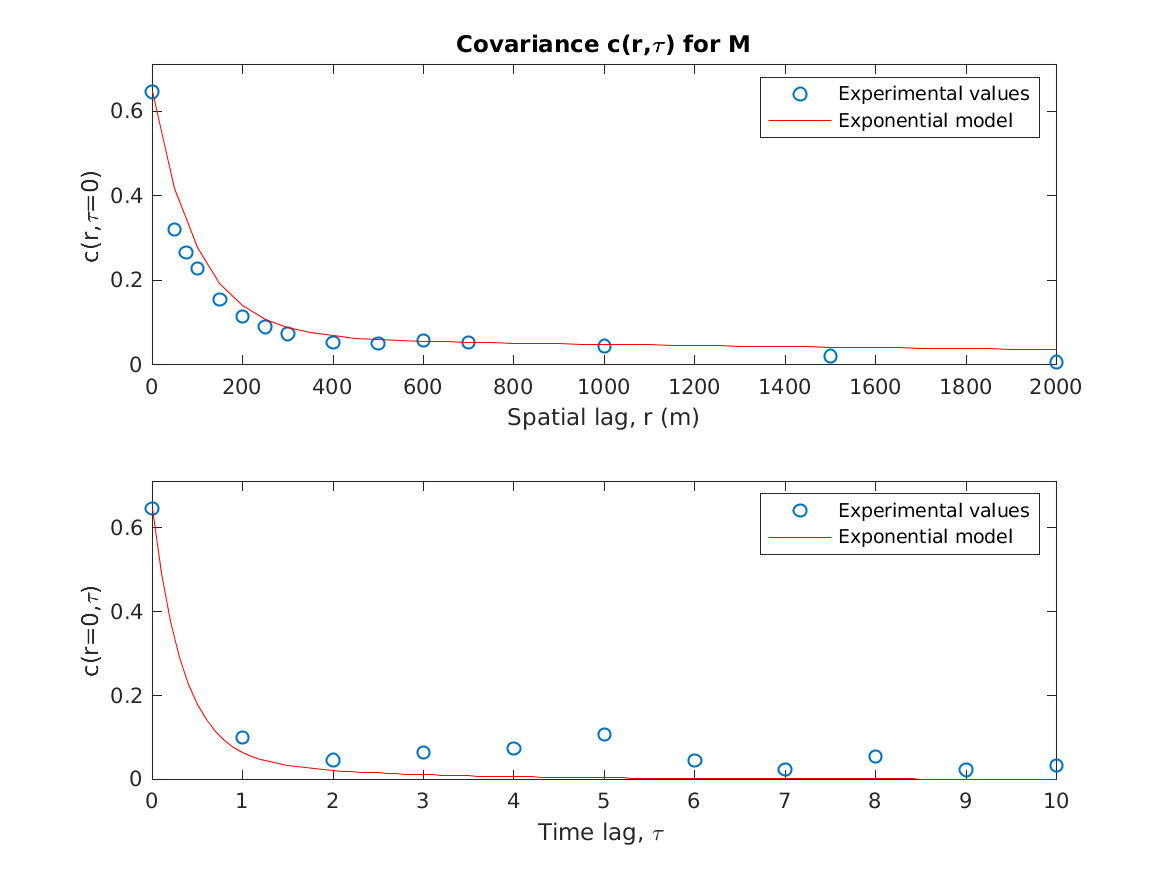 Covariance c(r,τ) for M
Experimental values
Exponential model
c(r,τ=0)
0.6
0.4
0.2
0
0 200 400 600 800 1000 1200 1400 1600 1800 2000
Spatial lag, r (m)
Experimental values
Exponential model
c(r=0,τ)
0.6
0.4
0.2
0
0 1 2 3 4 5 6 7 8 9 10
Time lag, τ